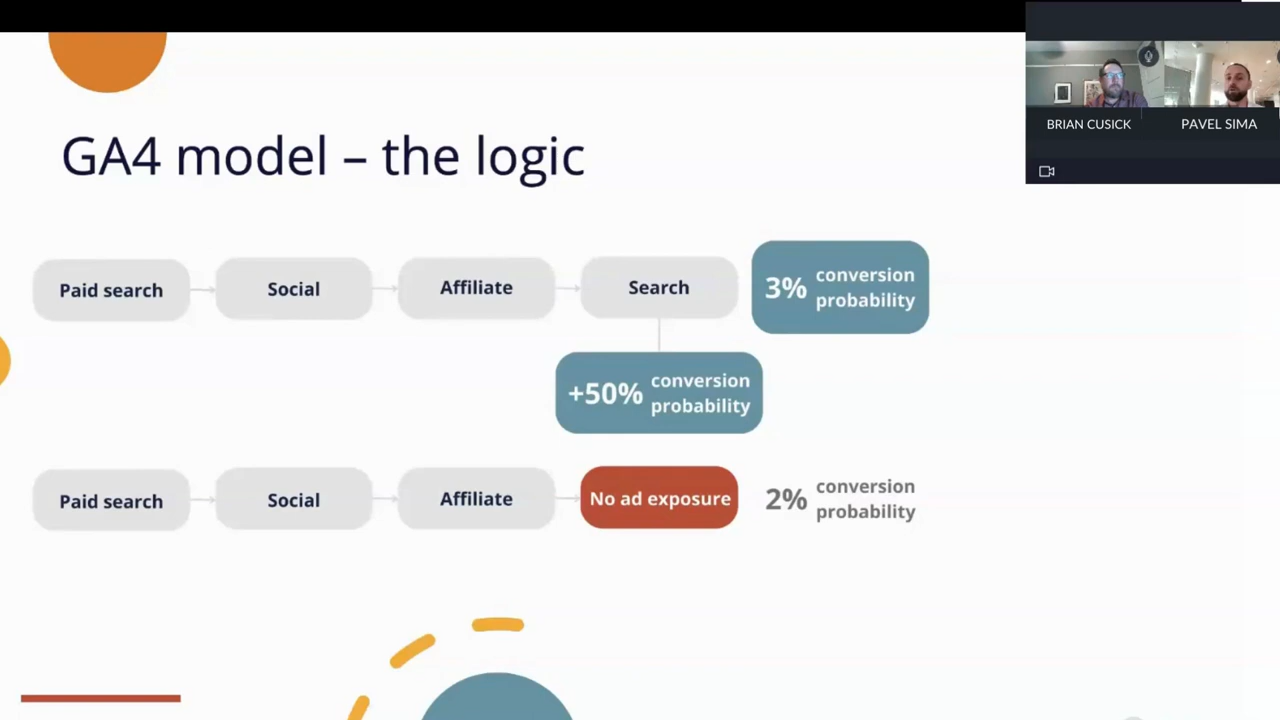 BRIAN CUSICK
PAVEL SIMA
GA4 model – the logic
Paid search
Social
Affiliate
Search
3%
conversion
probability
+50%
conversion
probability
Paid search
Social
Affiliate
No ad exposure
2%
conversion
probability